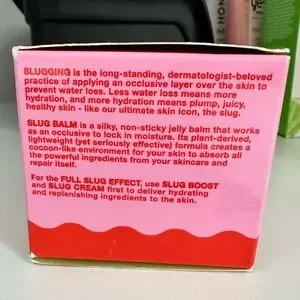 SLUGGING is the long-standing, dermatologist-beloved
practice of applying an occlusive layer over the skin to
prevent water loss. Less water loss means more
hydration, and more hydration means plump, juicy,
healthy skin - like our ultimate skin icon, the slug.
SLUG BALM is a silky, non-sticky jelly balm that works
as an occlusive to lock in moisture. Its plant-derived,
lightweight (yet seriously effective) formula creates a
cocoon-like environment for your skin to absorb all
the powerful ingredients from your skincare and
repair itself.
For the FULL SLUG EFFECT, use SLUG BOOST
and SLUG CREAM first to deliver hydrating
and replenishing ingredients to the skin.